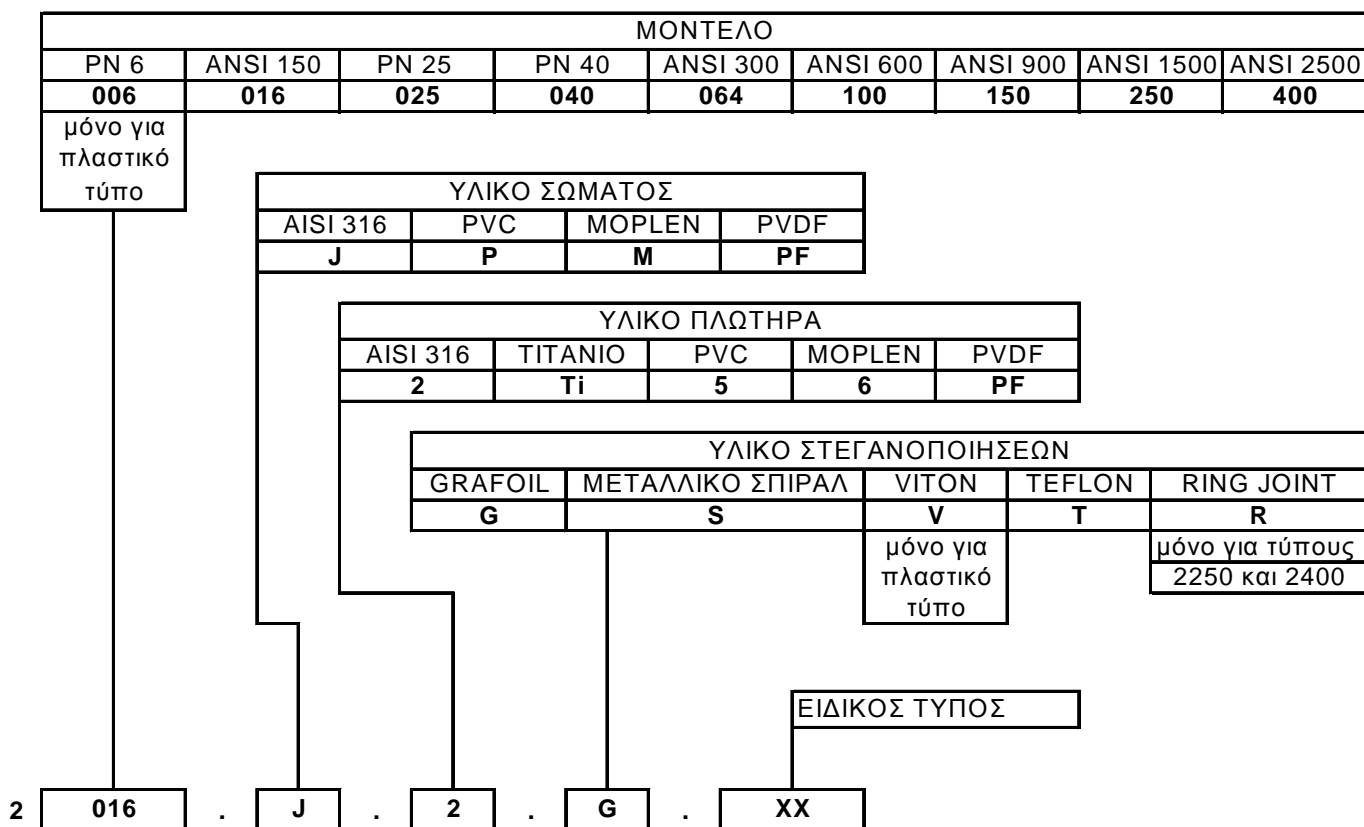 ΜΟΝΤΕΛΟ
PN 6 ANSI 150 PN 25 PN 40 ANSI 300 ANSI 600 ANSI 900 ANSI 1500 ANSI 2500
006 016 025 040 064 100 150 250 400
μόνο για
πλαστικό
τύπο
ΥΛΙΚΟ ΣΩΜΑΤΟΣ
AISI 316 PVC MOPLEN PVDF
J P M PF
ΥΛΙΚΟ ΠΛΩΤΗΡΑ
AISI 316 ΤΙΤΑΝΙΟ PVC MOPLEN PVDF
2 Ti 5 6 PF
ΥΛΙΚΟ ΣΤΕΓΑΝΟΠΟΙΗΣΕΩΝ
GRAFOIL ΜΕΤΑΛΛΙΚΟ ΣΠΙΡΑΛ VITON TEFLON RING JOINT
G S V T R
μόνο για
πλαστικό
τύπο
μόνο για τύπους
2250 και 2400
ΕΙΔΙΚΟΣ ΤΥΠΟΣ
2 016 . J . 2 . G . XX